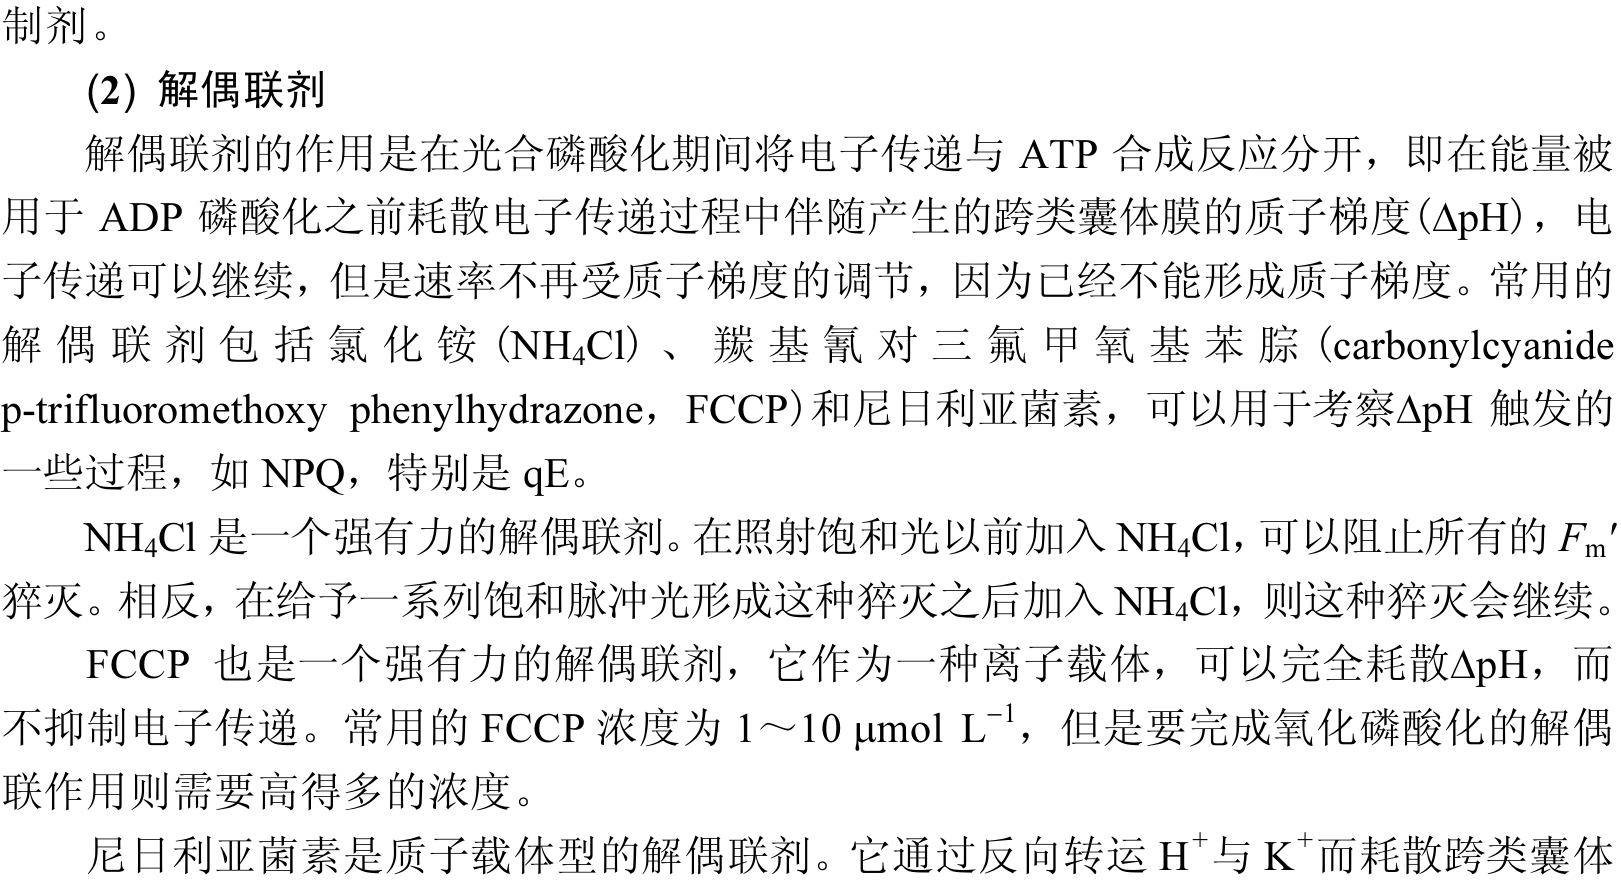 制剂。
(2) 解偶联剂
解偶联剂的作用是在光合磷酸化期间将电子传递与 ATP 合成反应分开，即在能量被
用于 ADP 磷酸化之前耗散电子传递过程中伴随产生的跨类囊体膜的质子梯度(ΔpH)，电
子传递可以继续，但是速率不再受质子梯度的调节，因为已经不能形成质子梯度。常用的
解偶联剂包括氯化铵(NH₄Cl)、羰基氰对三氟甲氧基苯腙(carbonylcyanide
p-trifluoromethoxy phenylhydrazone，FCCP)和尼日利亚菌素，可以用于考察ΔpH 触发的
一些过程，如 NPQ，特别是 qE。
NH₄Cl 是一个强有力的解偶联剂。在照射饱和光以前加入 NH₄Cl，可以阻止所有的 Fₘ′
猝灭。相反，在给予一系列饱和脉冲光形成这种猝灭之后加入 NH₄Cl，则这种猝灭会继续。
FCCP 也是一个强有力的解偶联剂，它作为一种离子载体，可以完全耗散ΔpH，而
不抑制电子传递。常用的 FCCP 浓度为 1～10 μmol L⁻¹，但是要完成氧化磷酸化的解偶
联作用则需要高得多的浓度。
尼日利亚菌素是质子载体型的解偶联剂。它通过反向转运 H⁺与 K⁺而耗散跨类囊体